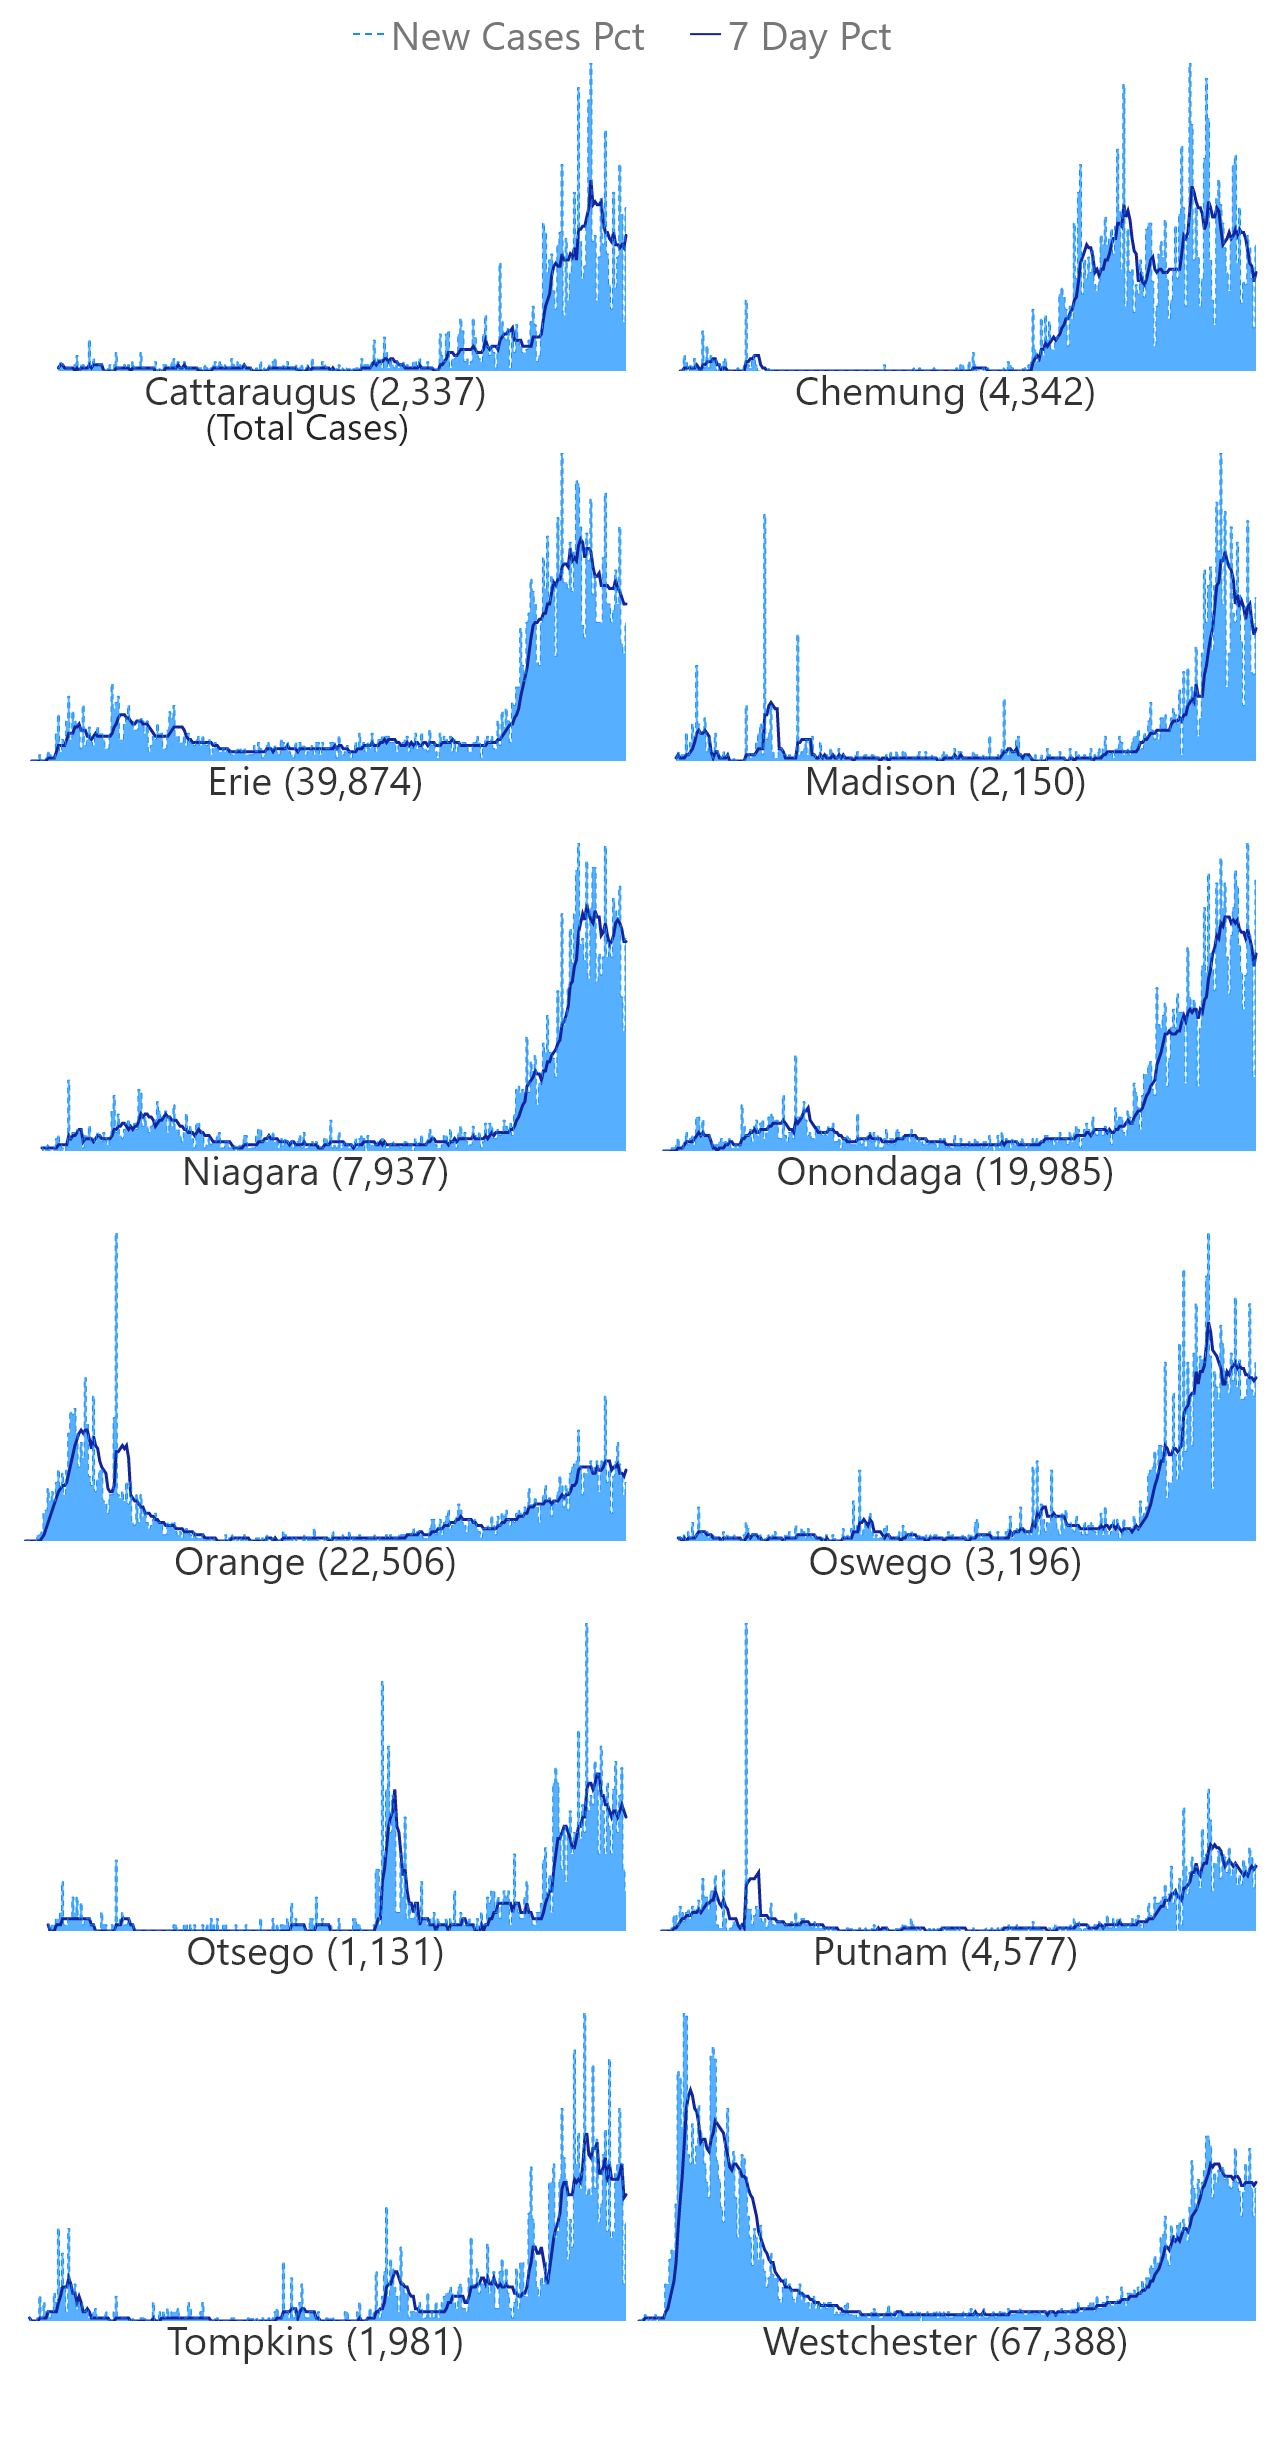 New Cases Pct 7 Day Pct
Cattaraugus (2,337) Chemung (4,342)
(Total Cases)
Erie (39,874) Madison (2,150)
Niagara (7,937) Onondaga (19,985)
Orange (22,506) Oswego (3,196)
Otsego (1,131) Putnam (4,577)
Tompkins (1,981) Westchester (67,388)